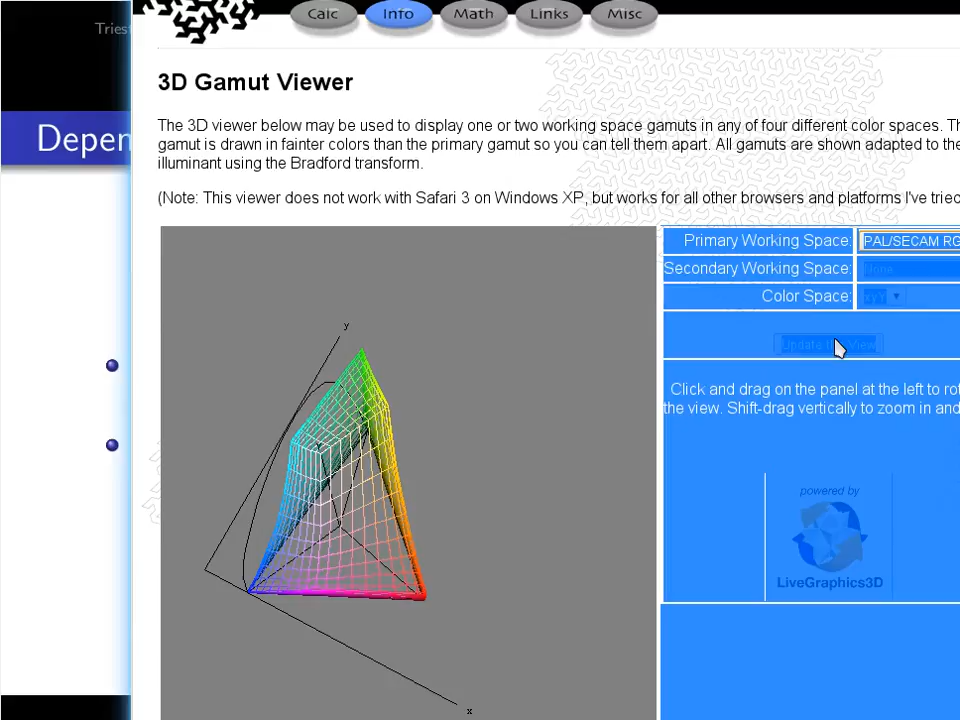 Calc Info Math Links Misc
Depen
3D Gamut Viewer
The 3D viewer below may be used to display one or two working space gamuts in any of four different color spaces.
gamut is drawn in fainter colors than the primary gamut so you can tell them apart. All gamuts are shown adapted to the
illuminant using the Bradford transform.
(Note: This viewer does not work with Safari 3 on Windows XP, but works for all other browsers and platforms I've tried
Primary Working Space: PAL/SECAM RG
Secondary Working Space: None
Color Space: xyY
Update the View
Click and drag on the panel at the left to
the view. Shift-drag vertically to zoom in and
powered by
LiveGraphics3D
y
x